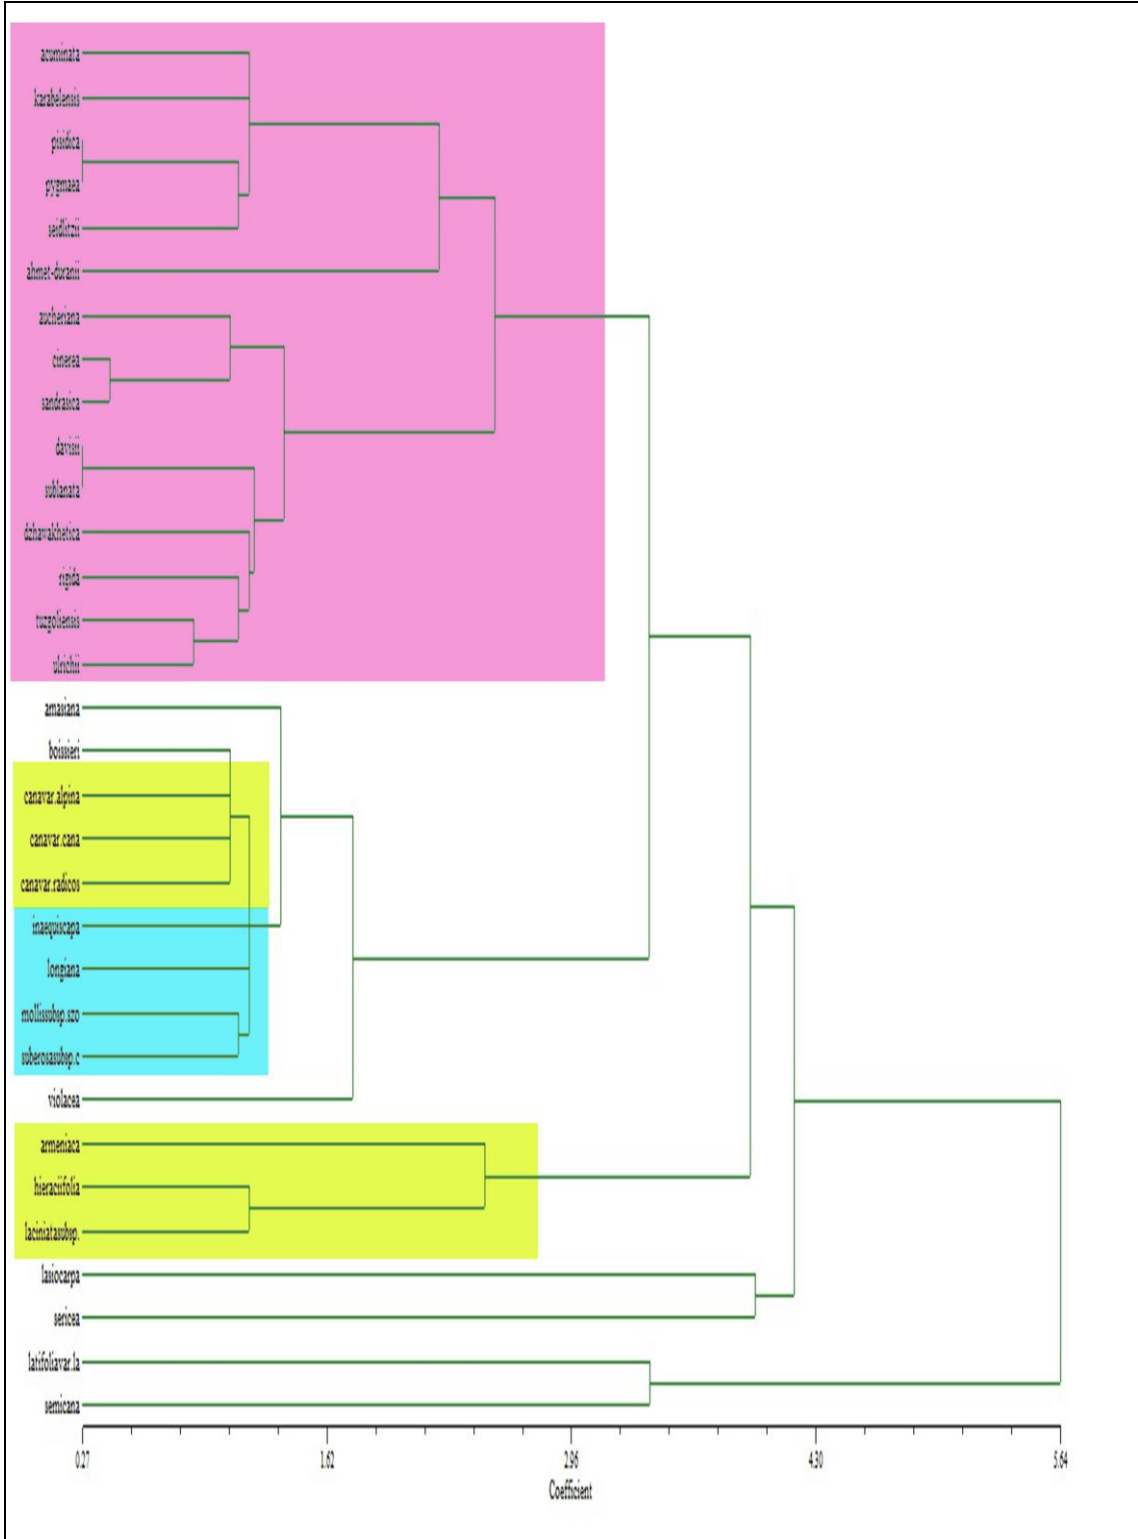 acuminata
karabelensis
pisidica
pygmaea
seidlitzii
ahmet-duranii
aucheriana
cinerea
sandrasica
davisii
sublanata
dzhawakhetica
rigida
tuzgoliensis
ulrichii
amasiana
boissieri
canavar.alpina
canavar.cana
canavar.radicos
inaequiscapa
longiana
mollissubsp.szo
suberosasubsp.c
violacea
armeniaca
hieraciifolia
laciniatasubsp.
lasiocarpa
sericea
latifoliavar.la
semicana
0.27 1.62 2.96 4.30 5.64
Coefficient